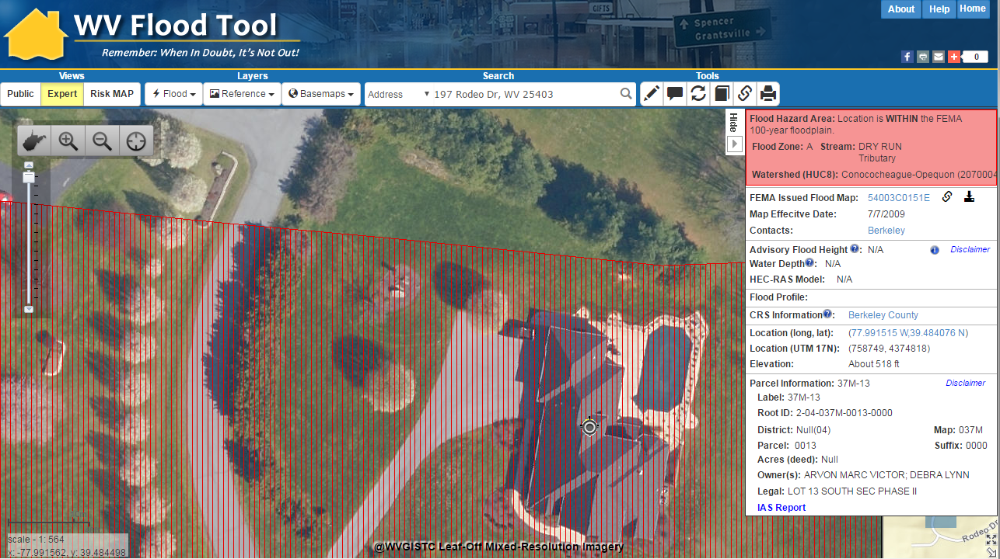 WV Flood Tool
Remember: When In Doubt, It's Not Out!
GIFTS
Spencer
Grantsville
About Help Home
0
Views Layers Search Tools
Public Expert Risk MAP Flood Reference Basemaps Address 197 Rodeo Dr, WV 25403
Hide
Flood Hazard Area: Location is WITHIN the FEMA
100-year floodplain.
Flood Zone: A Stream: DRY RUN
Tributary
Watershed (HUC8): Conococheague-Opequon (2070004
FEMA Issued Flood Map: 54003C0151E
Map Effecitve Date: 7/7/2009
Contacts: Berkeley
Advisory Flood Height ?: N/A i Disclaimer
Water Depth?: N/A
HEC-RAS Model: N/A
Flood Profile:
CRS Information?: Berkeley County
Location (long, lat): (77.991515 W,39.484076 N)
Location (UTM 17N): (758749, 4374818)
Elevation: About 518 ft
Parcel Information: 37M-13 Disclaimer
Label: 37M-13
Root ID: 2-04-037M-0013-0000
District: Null(04) Map: 037M
Parcel: 0013 Suffix: 0000
Acres (deed): Null
Owner(s): ARVON MARC VICTOR; DEBRA LYNN
Legal: LOT 13 SOUTH SEC PHASE II
IAS Report
scale - 1: 564
x: -77.991562, y: 39.484498
@WVGISTC Leaf-Off Mixed-Resolution Imagery
Rodeo Dr